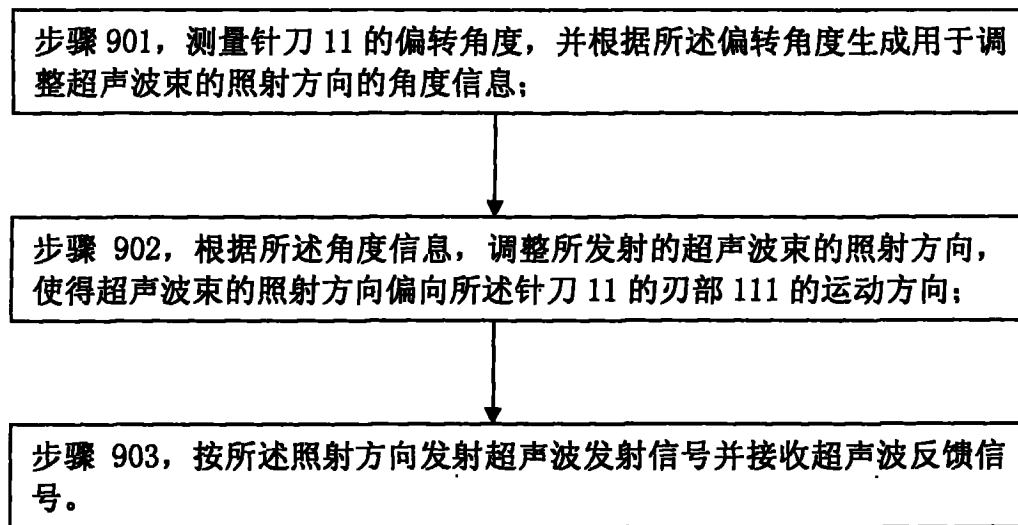 步骤 901，测量针刀 11 的偏转角度，并根据所述偏转角度生成用于调
整超声波束的照射方向的角度信息；
步骤 902，根据所述角度信息，调整所发射的超声波束的照射方向，
使得超声波束的照射方向偏向所述针刀 11 的刃部 111 的运动方向；
步骤 903，按所述照射方向发射超声波发射信号并接收超声波反馈信
号。